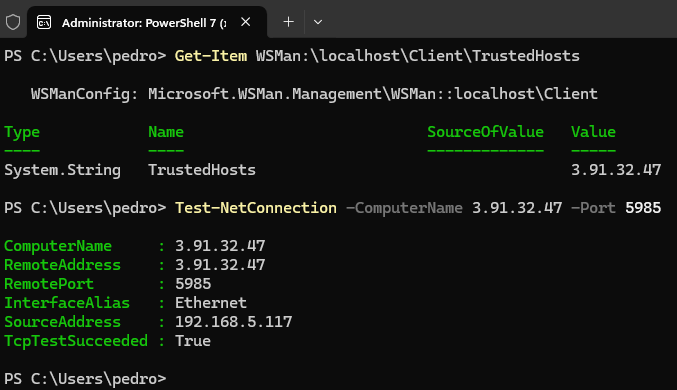 Administrator: PowerShell 7 (
PS C:\Users\pedro> Get-Item WSMan:\localhost\Client\TrustedHosts
WSManConfig: Microsoft.WSMan.Management\WSMan::localhost\Client
Type Name SourceOfValue Value
---- ---- ------------- -----
System.String TrustedHosts 3.91.32.47
PS C:\Users\pedro> Test-NetConnection -ComputerName 3.91.32.47 -Port 5985
ComputerName : 3.91.32.47
RemoteAddress : 3.91.32.47
RemotePort : 5985
InterfaceAlias : Ethernet
SourceAddress : 192.168.5.117
TcpTestSucceeded : True
PS C:\Users\pedro>